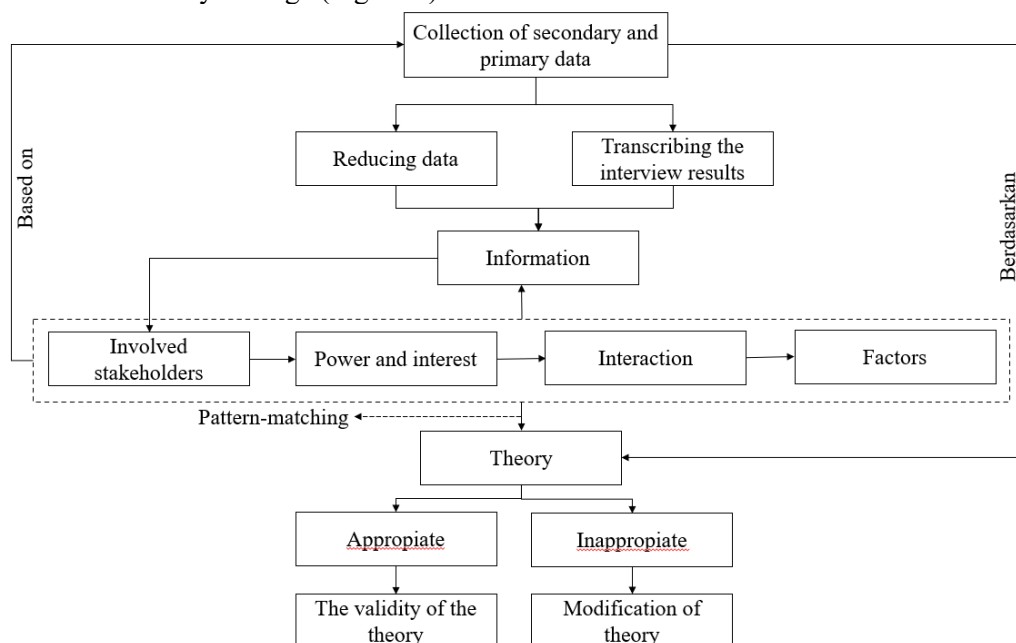 Collection of secondary and
primary data
Reducing data
Transcribing the
interview results
Based on
Berdasarkan
Information
Involved
stakeholders
Power and interest
Interaction
Factors
Pattern-matching
Theory
Appropiate
Inappropiate
The validity of the
theory
Modification of
theory